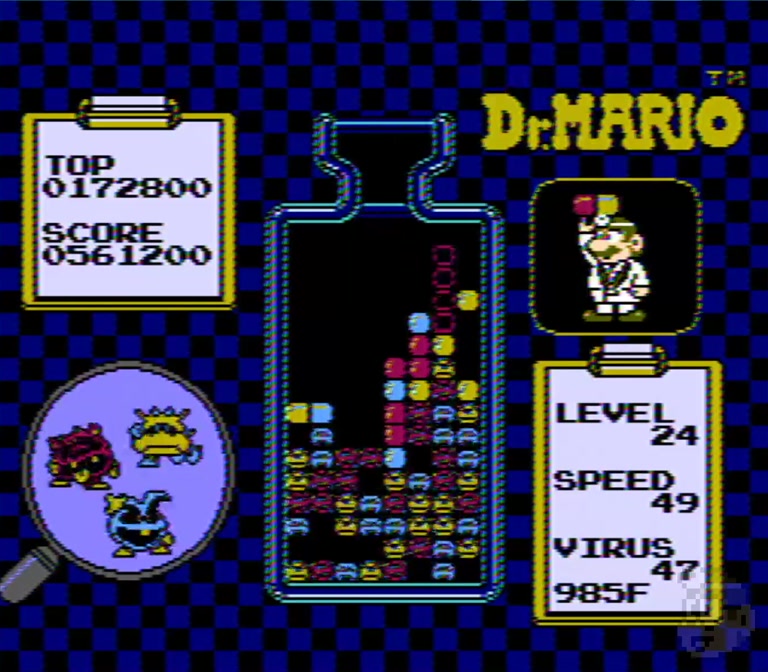 TM
Dr. MARIO
TOP
0172800
SCORE
0561200
LEVEL
24
SPEED
49
VIRUS
47
985F